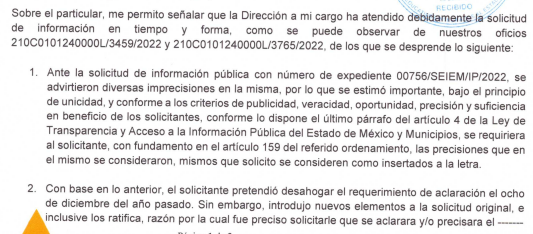 RECIBIDO
Sobre el particular, me permito señalar que la Dirección a mi cargo ha atendido debidamente la solicitud
de información en tiempo y forma, como se puede observar de nuestros oficios
210C0101240000L/3459/2022 y 210C0101240000L/3765/2022, de los que se desprende lo siguiente:
1. Ante la solicitud de información pública con número de expediente 00756/SEIEM/IP/2022, se
advirtieron diversas imprecisiones en la misma, por lo que se estimó importante, bajo el principio
de unicidad, y conforme a los criterios de publicidad, veracidad, oportunidad, precisión y suficiencia
en beneficio de los solicitantes, conforme lo dispone el último párrafo del artículo 4 de la Ley de
Transparencia y Acceso a la Información Pública del Estado de México y Municipios, se requiriera
al solicitante, con fundamento en el artículo 159 del referido ordenamiento, las precisiones que en
el mismo se consideraron, mismos que solicito se consideren como insertados a la letra.
2. Con base en lo anterior, el solicitante pretendió desahogar el requerimiento de aclaración el ocho
de diciembre del año pasado. Sin embargo, introdujo nuevos elementos a la solicitud original, e
inclusive los ratifica, razón por la cual fue preciso solicitarle que se aclarara y/o precisara el -------